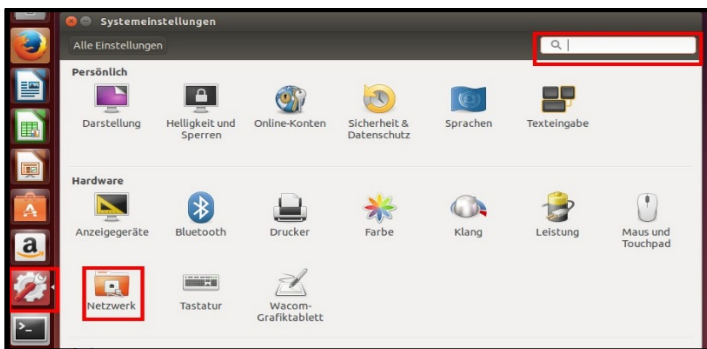 Systemeinstellungen
Alle Einstellungen
Persönlich
Darstellung
Helligkeit und
Sperren
Online-Konten
Sicherheit &
Datenschutz
Sprachen
Texteingabe
Hardware
Anzeigegeräte
Bluetooth
Drucker
Farbe
Klang
Leistung
Maus und
Touchpad
Netzwerk
Tastatur
Wacom-
Grafiktablett